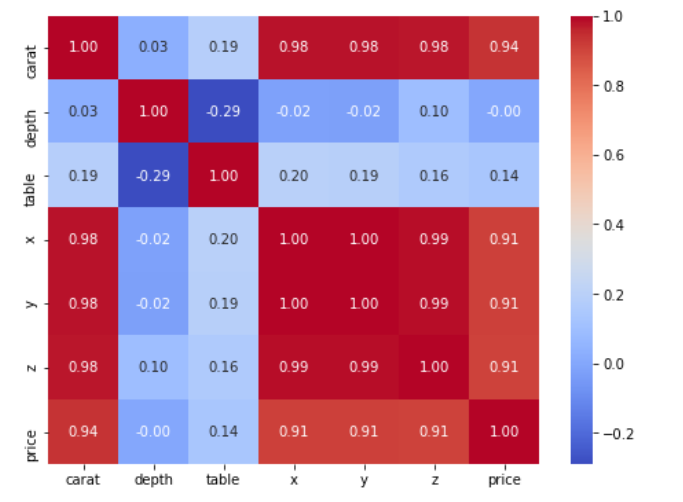 carat 1.00 0.03 0.19 0.98 0.98 0.98 0.94
depth 0.03 1.00 -0.29 -0.02 -0.02 0.10 -0.00
table 0.19 -0.29 1.00 0.20 0.19 0.16 0.14
x 0.98 -0.02 0.20 1.00 1.00 0.99 0.91
y 0.98 -0.02 0.19 1.00 1.00 0.99 0.91
z 0.98 0.10 0.16 0.99 0.99 1.00 0.91
price 0.94 -0.00 0.14 0.91 0.91 0.91 1.00
carat depth table x y z price
1.0
0.8
0.6
0.4
0.2
0.0
−0.2